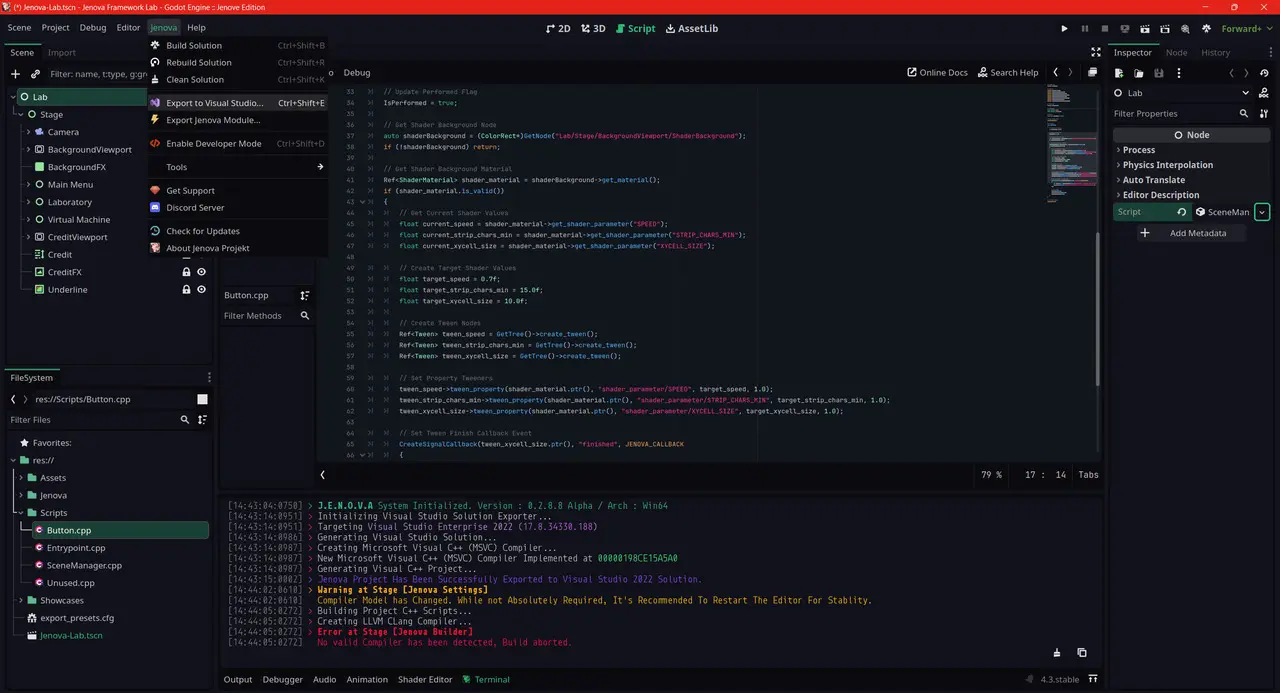 (*) Jenova-Lab.tscn - Jenova Framework Lab - Godot Engine :: Jenove Edition
Scene Project Debug Editor Jenova Help
2D 3D Script AssetLib
Forward+
Scene Import
Filter: name, t:type, g:gr
Lab
Stage
Camera
BackgroundViewport
BackgroundFX
Main Menu
Laboratory
Virtual Machine
CreditViewport
Credit
CreditFX
Underline
Build Solution Ctrl+Shift+B
Rebuild Solution Ctrl+Shift+R
Clean Solution Ctrl+Shift+K
Export to Visual Studio... Ctrl+Shift+E
Export Jenova Module...
Enable Developer Mode Ctrl+Shift+D
Tools
Get Support
Discord Server
Check for Updates
About Jenova Projekt
FileSystem
res://Scripts/Button.cpp
Filter Files
Favorites:
res://
Assets
Jenova
Scripts
Button.cpp
Entrypoint.cpp
SceneManager.cpp
Unused.cpp
Showcases
export_presets.cfg
Jenova-Lab.tscn
Debug
Online Docs Search Help
Button.cpp
Filter Methods
33 // Update Performed Flag
34 IsPerformed = true;
35
36 // Get Shader Background Node
37 auto shaderBackground = (ColorRect*)GetNode("Lab/Stage/BackgroundViewport/ShaderBackground");
38 if (!shaderBackground) return;
39
40 // Get Shader Background Material
41 Ref<ShaderMaterial> shader_material = shaderBackground->get_material();
42 if (shader_material.is_valid())
43 {
44 // Get Current Shader Values
45 float current_speed = shader_material->get_shader_parameter("SPEED");
46 float current_strip_chars_min = shader_material->get_shader_parameter("STRIP_CHARS_MIN");
47 float current_xycell_size = shader_material->get_shader_parameter("XYCELL_SIZE");
48
49 // Create Target Shader Values
50 float target_speed = 0.7f;
51 float target_strip_chars_min = 15.0f;
52 float target_xycell_size = 10.0f;
53
54 // Create Tween Nodes
55 Ref<Tween> tween_speed = GetTree()->create_tween();
56 Ref<Tween> tween_strip_chars_min = GetTree()->create_tween();
57 Ref<Tween> tween_xycell_size = GetTree()->create_tween();
58
59 // Set Property Tweeners
60 tween_speed->tween_property(shader_material.ptr(), "shader_parameter/SPEED", target_speed, 1.0);
61 tween_strip_chars_min->tween_property(shader_material.ptr(), "shader_parameter/STRIP_CHARS_MIN", target_strip_chars_min, 1.0);
62 tween_xycell_size->tween_property(shader_material.ptr(), "shader_parameter/XYCELL_SIZE", target_xycell_size, 1.0);
63
64 // Set Tween Finish Callback Event
65 CreateSignalCallback(tween_xycell_size.ptr(), "finished", JENOVA_CALLBACK
66 {
79 % 17 : 14 Tabs
[14:43:04:0750] > J.E.N.O.V.A System Initialized. Version : 0.2.8.8 Alpha / Arch : Win64
[14:43:14:0951] > Initializing Visual Studio Solution Exporter...
[14:43:14:0951] > Targeting Visual Studio Enterprise 2022 (17.8.34330.188)
[14:43:14:0986] > Generating Visual Studio Solution...
[14:43:14:0987] > Creating Microsoft Visual C++ (MSVC) Compiler...
[14:43:14:0987] > New Microsoft Visual C++ (MSVC) Compiler Implemented at 00000198CE15A5A0
[14:43:14:0987] > Generating Visual C++ Project...
[14:43:15:0002] > Jenova Project Has Been Successfully Exported to Visual Studio 2022 Solution.
[14:44:02:0610] > Warning at Stage [Jenova Settings]
[14:44:02:0610] Compiler Model has Changed. While not Absolutely Required, It's Recommended To Restart The Editor For Stablity.
[14:44:05:0272] > Building Project C++ Scripts...
[14:44:05:0272] > Creating LLVM CLang Compiler...
[14:44:05:0272] > Error at Stage [Jenova Builder]
[14:44:05:0272] No valid Compiler has been detected, Build aborted.
Output Debugger Audio Animation Shader Editor Terminal
4.3.stable
Inspector Node History
Lab
Filter Properties
Node
Process
Physics Interpolation
Auto Translate
Editor Description
Script SceneMan
Add Metadata